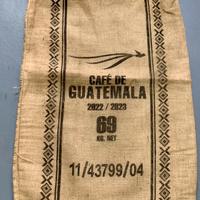 CAFÉ DE
GUATEMALA
2022 / 2023
69
KG. NET
11/43799/04